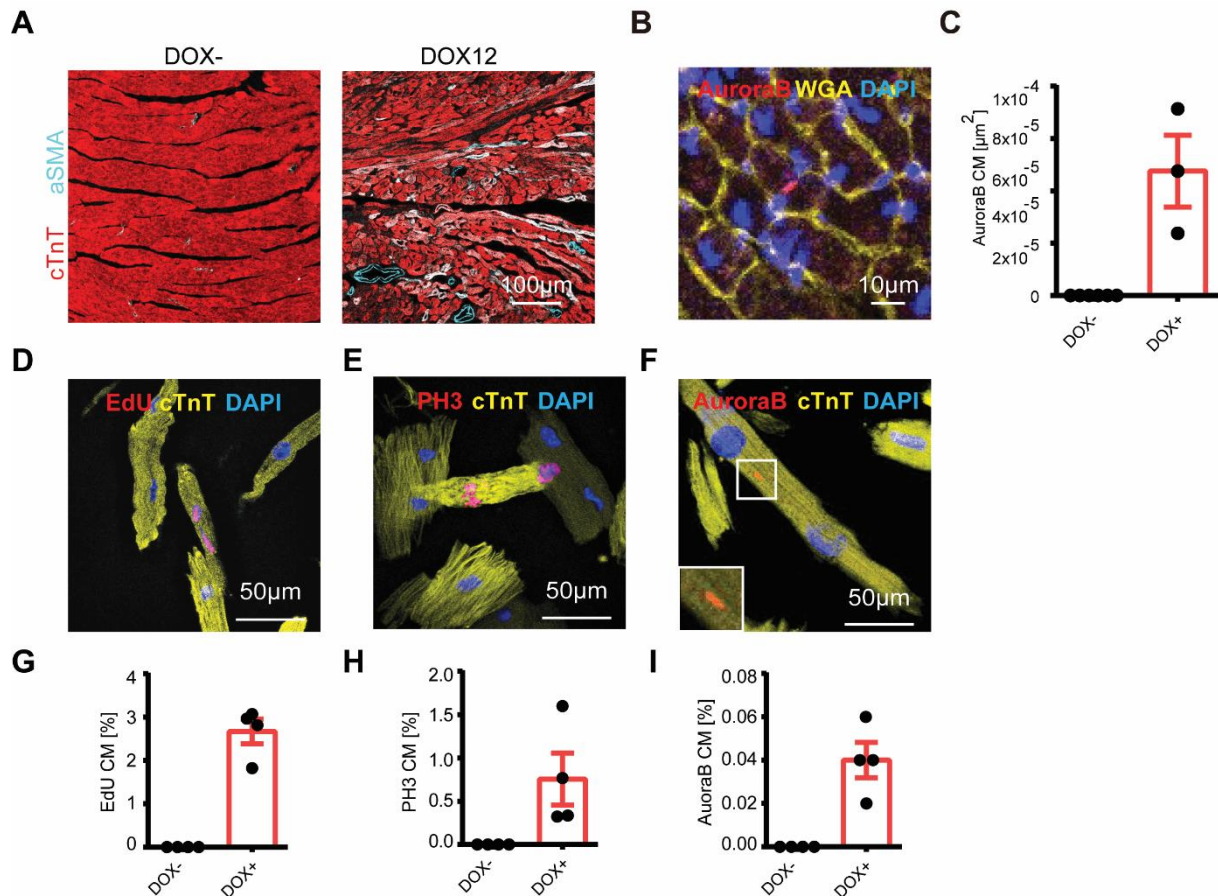 A
DOX-
DOX12
cTnT aSMA
100µm
B
AuroraB WGA DAPI
10µm
C
AuroraB CM [µm²]
1x10⁻⁴
8x10⁻⁵
6x10⁻⁵
4x10⁻⁵
2x10⁻⁵
0
DOX-
DOX+
D
EdU cTnT DAPI
50µm
E
PH3 cTnT DAPI
50µm
F
AuroraB cTnT DAPI
50µm
G
EdU CM [%]
4
3
2
1
0
DOX-
DOX+
H
PH3 CM [%]
2.0
1.5
1.0
0.5
0.0
DOX-
DOX+
I
AuoraB CM [%]
0.08
0.06
0.04
0.02
0.00
DOX-
DOX+